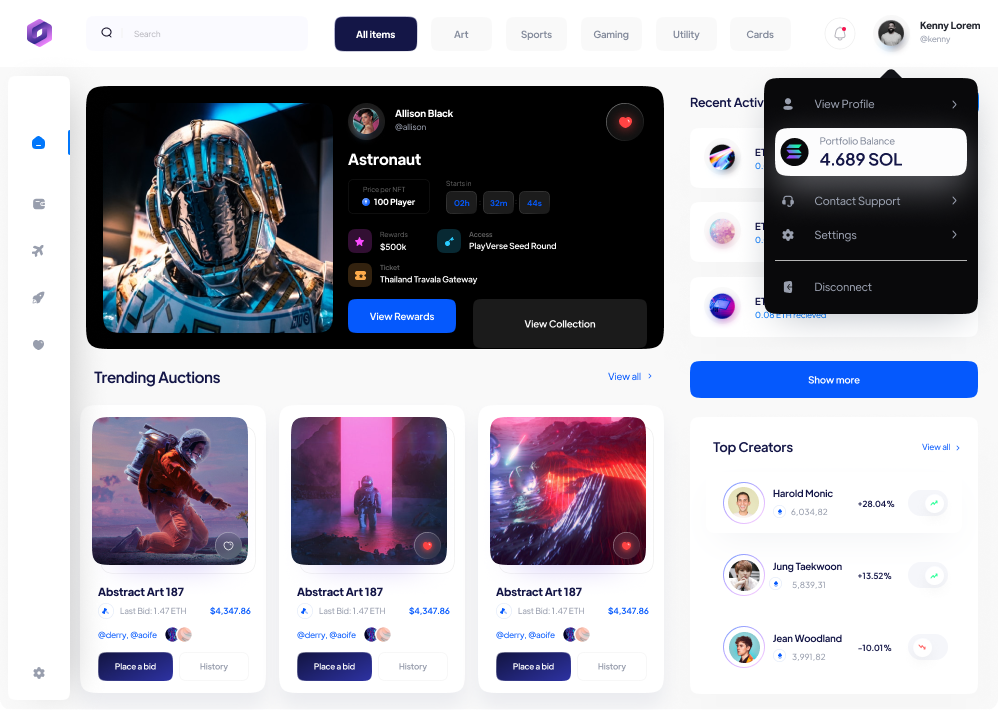 Search
All items
Art
Sports
Gaming
Utility
Cards
Kenny Lorem
@kenny
View Profile
Portfolio Balance
4.689 SOL
Contact Support
Settings
Disconnect
Allison Black
@allison
Astronaut
Price per NFT
100 Player
Starts in
02h
32m
44s
Rewards
$500k
Access
PlayVerse Seed Round
Ticket
Thailand Travala Gateway
View Rewards
View Collection
Recent Activ
ET
0.
ET
0.
ET
0.08 ETH recieved
Show more
Trending Auctions
View all
Abstract Art 187
Last Bid: 1.47 ETH
$4,347.86
@derry, @aoife
Place a bid
History
Abstract Art 187
Last Bid: 1.47 ETH
$4,347.86
@derry, @aoife
Place a bid
History
Abstract Art 187
Last Bid: 1.47 ETH
$4,347.86
@derry, @aoife
Place a bid
History
Top Creators
View all
Harold Monic
6,034,82
+28.04%
Jung Taekwoon
5,839,31
+13.52%
Jean Woodland
3,991,82
-10.01%